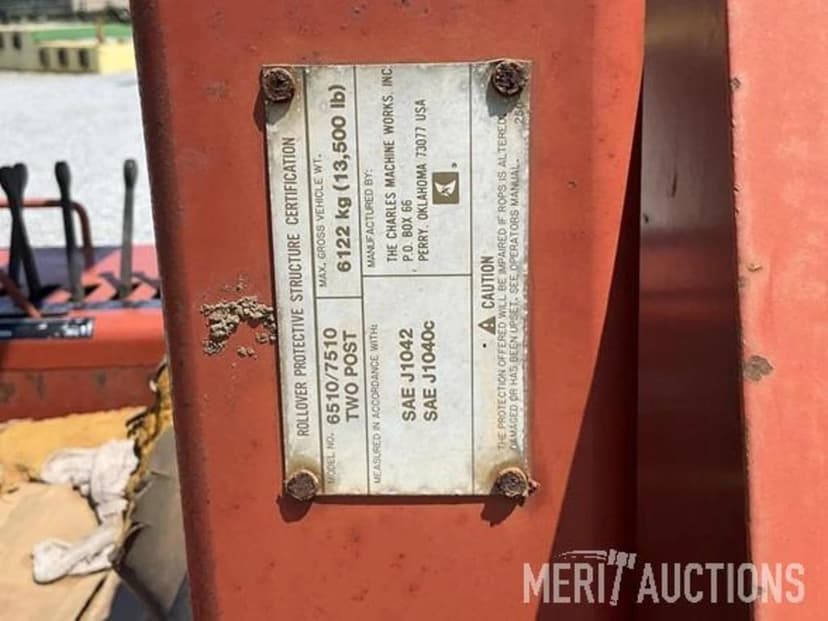 ROLLOVER PROTECTIVE STRUCTURE CERTIFICATION
MODEL NO. 6510/7510
TWO POST
MAX. GROSS VEHICLE WT.
6122 kg (13,500 lb)
MEASURED IN ACCORDANCE WITH:
SAE J1042
SAE J1040c
MANUFACTURED BY:
THE CHARLES MACHINE WORKS, INC.
P.O. BOX 66
PERRY, OKLAHOMA 73077 USA
CAUTION
THE PROTECTION OFFERED WILL BE IMPAIRED IF ROPS IS ALTERED,
DAMAGED OR HAS BEEN UPSET. SEE OPERATORS MANUAL.
MERIT AUCTIONS